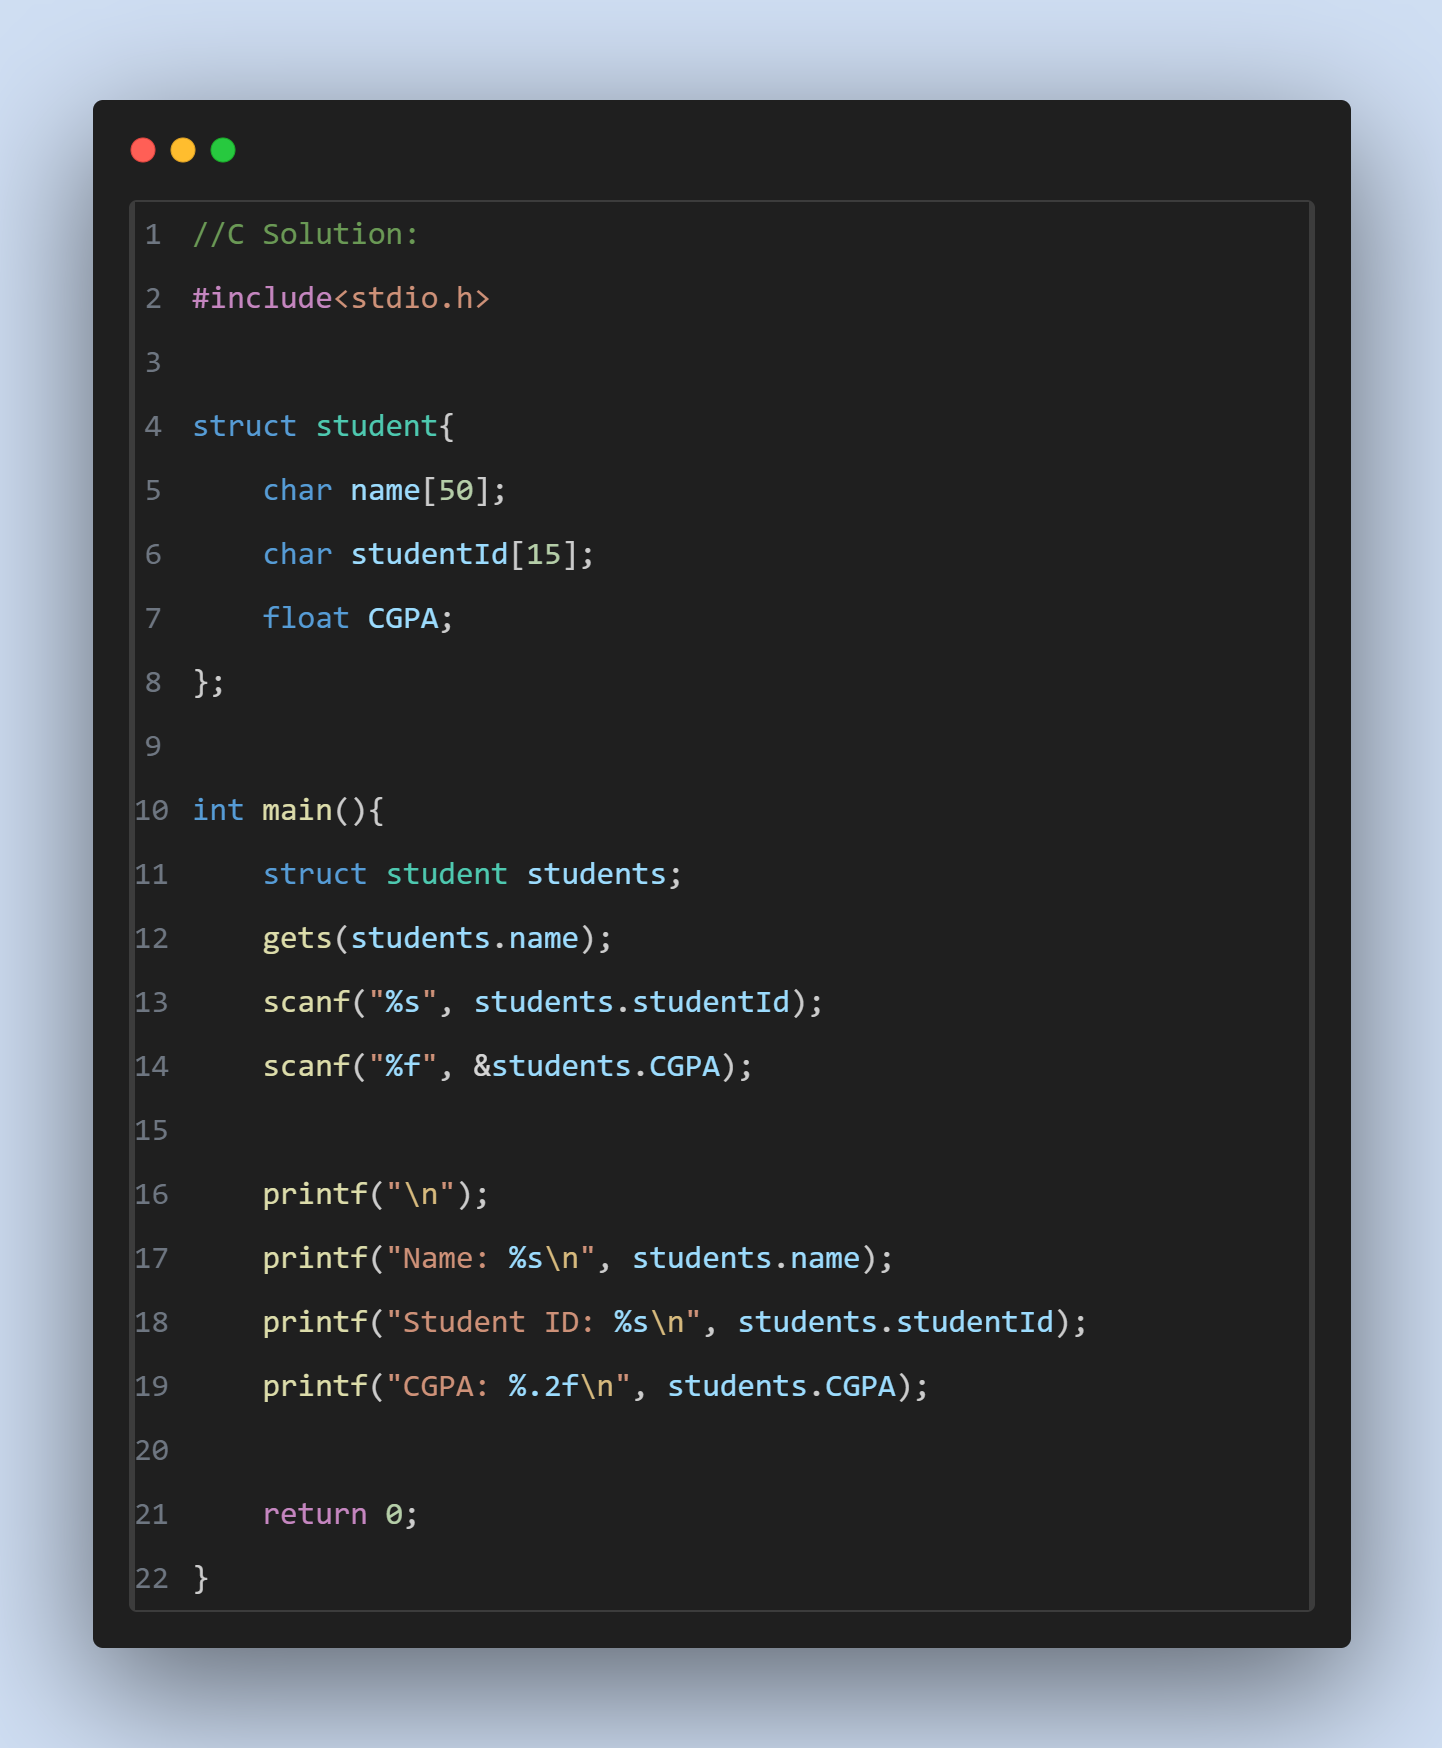 1 //C Solution:
2 #include<stdio.h>
3
4 struct student{
5     char name[50];
6     char studentId[15];
7     float CGPA;
8 };
9
10 int main(){
11     struct student students;
12     gets(students.name);
13     scanf("%s", students.studentId);
14     scanf("%f", &students.CGPA);
15
16     printf("\n");
17     printf("Name: %s\n", students.name);
18     printf("Student ID: %s\n", students.studentId);
19     printf("CGPA: %.2f\n", students.CGPA);
20
21     return 0;
22 }